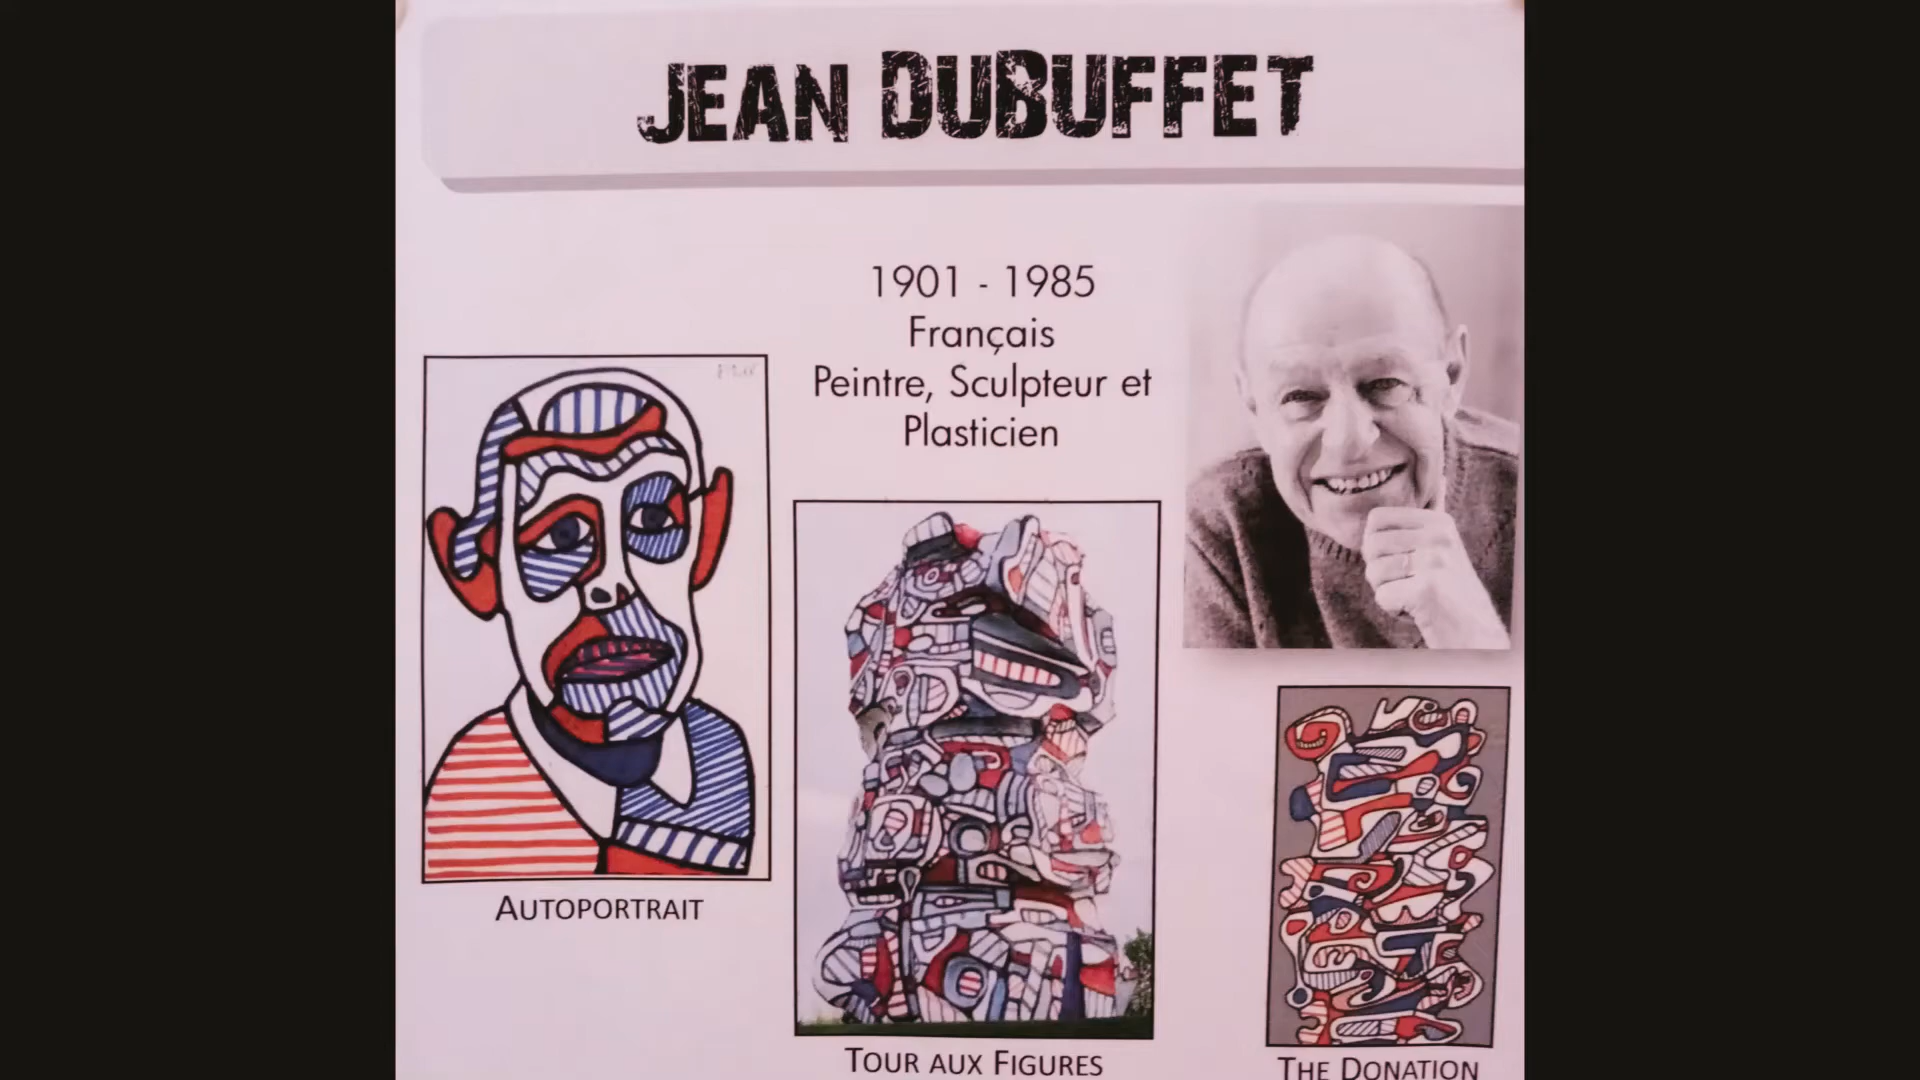 JEAN DUBUFFET
1901 - 1985
Français
Peintre, Sculpteur et
Plasticien
AUTOPORTRAIT
TOUR AUX FIGURES
THE DONATION